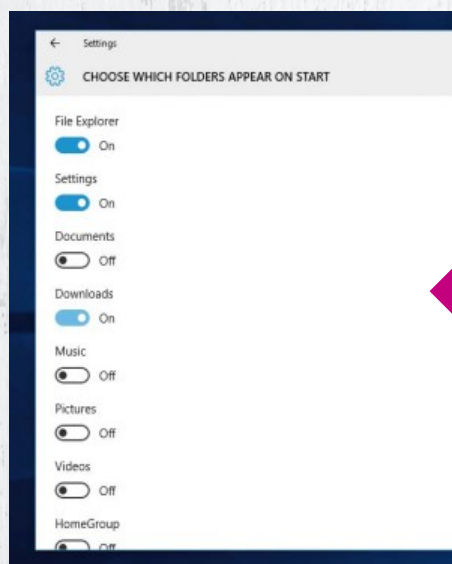 Settings
CHOOSE WHICH FOLDERS APPEAR ON START
File Explorer
On
Settings
On
Documents
Off
Downloads
On
Music
Off
Pictures
Off
Videos
Off
HomeGroup
Off